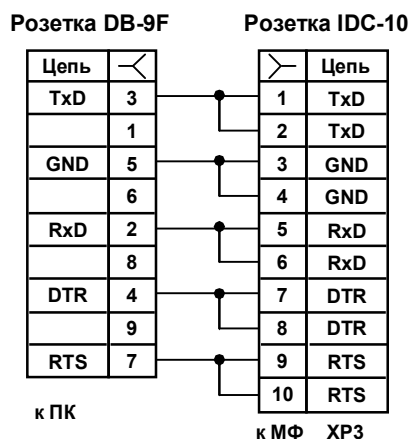 Розетка DB-9F Розетка IDC-10
Цепь Цепь
TxD 3 1 TxD
1 2 TxD
GND 5 3 GND
6 4 GND
RxD 2 5 RxD
8 6 RxD
DTR 4 7 DTR
9 8 DTR
RTS 7 9 RTS
10 RTS
к ПК
к МФ XP3